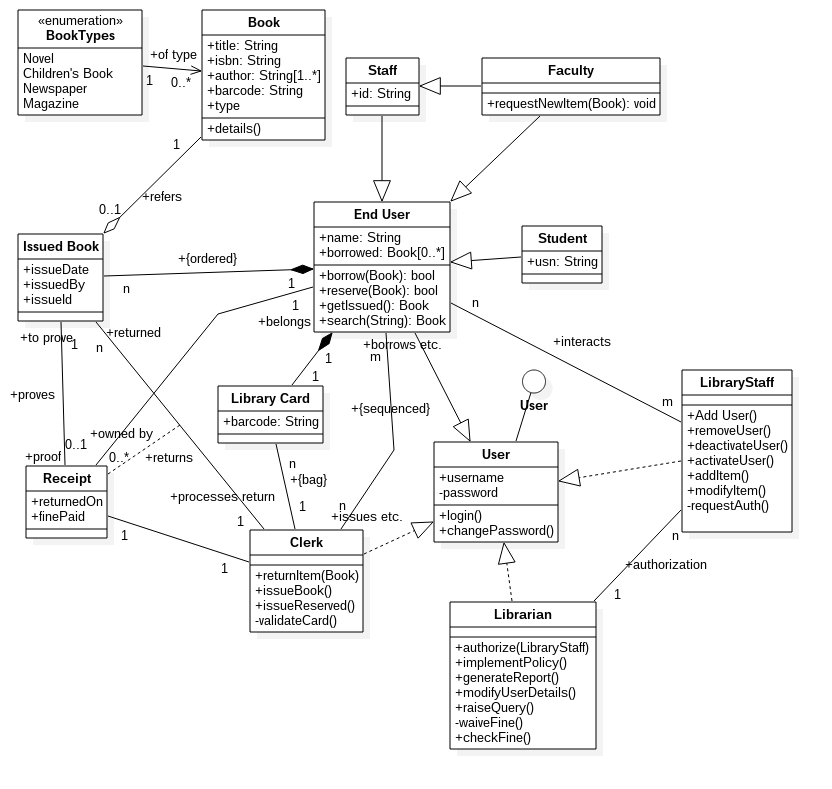 «enumeration»
BookTypes
Novel
Children's Book
Newspaper
Magazine
+of type
1
0..*
Book
+title: String
+isbn: String
+author: String[1..*]
+barcode: String
+type
+details()
Staff
+id: String
Faculty
+requestNewItem(Book): void
1
+refers
0..1
Issued Book
+issueDate
+issuedBy
+issueId
+{ordered}
n
1
End User
+name: String
+borrowed: Book[0..*]
+borrow(Book): bool
+reserve(Book): bool
+getIssued(): Book
+search(String): Book
Student
+usn: String
1
+belongs
n
+interacts
m
+to prove
1
+returned
n
+borrows etc.
m
1
1
Library Card
+barcode: String
User
LibraryStaff
+Add User()
+removeUser()
+deactivateUser()
+activateUser()
+addItem()
+modifyItem()
-requestAuth()
+proves
+{sequenced}
+owned by
0..1
0..*
+proof
+returns
Receipt
+returnedOn
+finePaid
n
+{bag}
1
+processes return
1
n
+issues etc.
User
+username
-password
+login()
+changePassword()
1
1
Clerk
+returnItem(Book)
+issueBook()
+issueReserved()
-validateCard()
n
+authorization
1
Librarian
+authorize(LibraryStaff)
+implementPolicy()
+generateReport()
+modifyUserDetails()
+raiseQuery()
-waiveFine()
+checkFine()